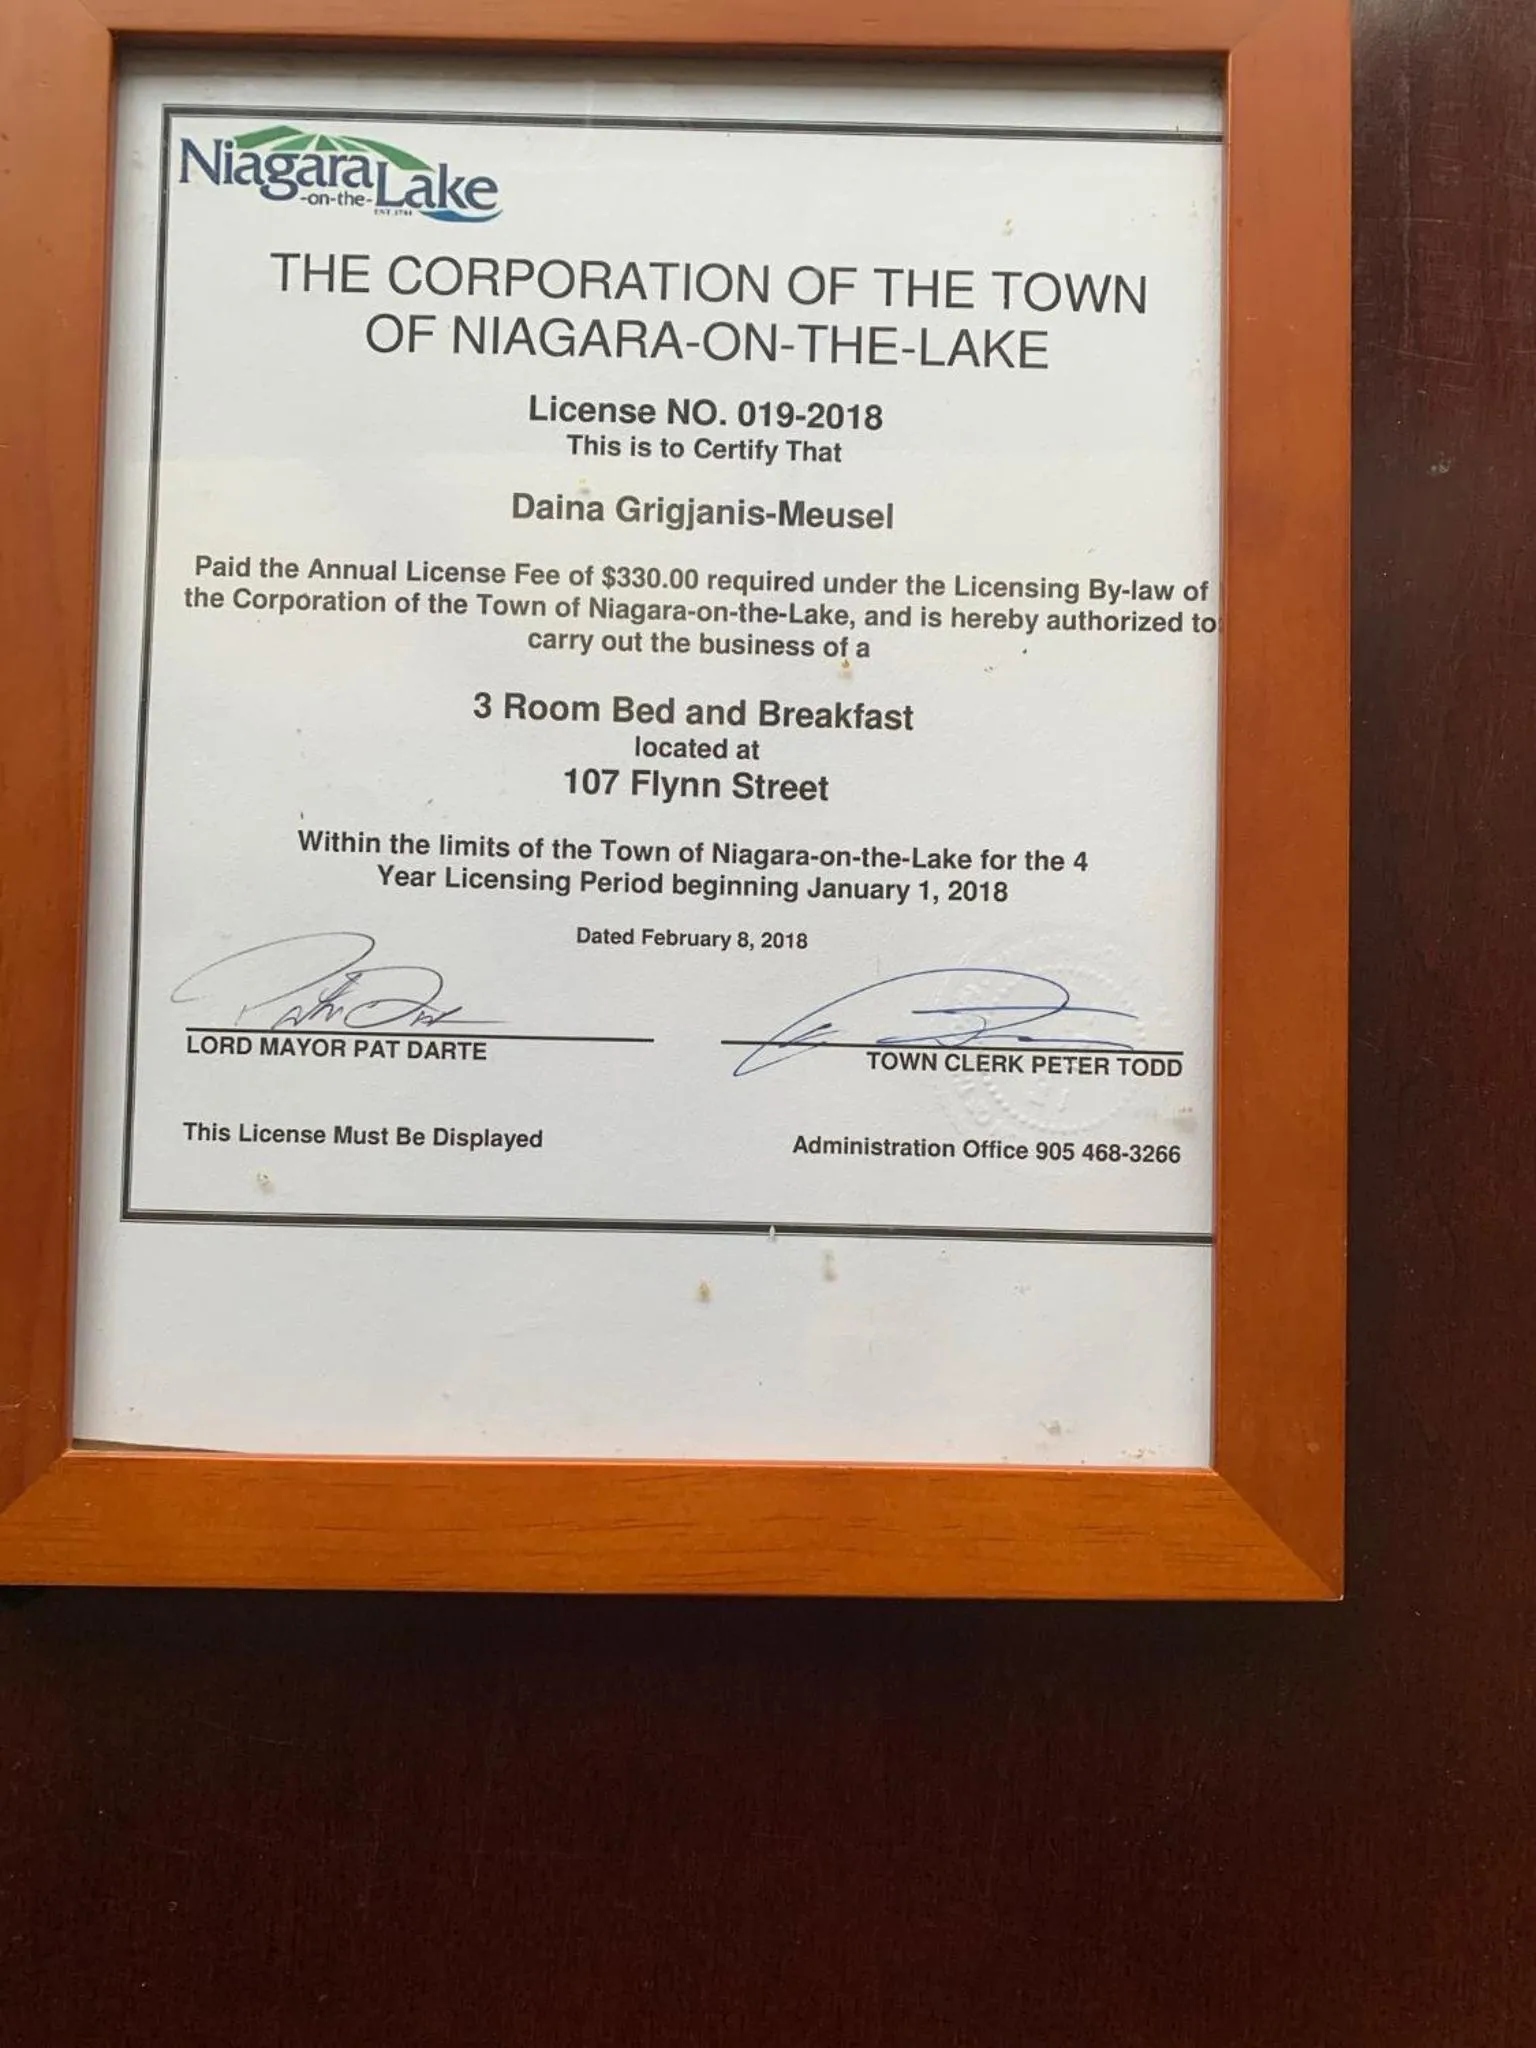 Niagara
-on-the-Lake
THE CORPORATION OF THE TOWN
OF NIAGARA-ON-THE-LAKE
License NO. 019-2018
This is to Certify That
Daina Grigjanis-Meusel
Paid the Annual License Fee of $330.00 required under the Licensing By-law of
the Corporation of the Town of Niagara-on-the-Lake, and is hereby authorized to
carry out the business of a
3 Room Bed and Breakfast
located at
107 Flynn Street
Within the limits of the Town of Niagara-on-the-Lake for the 4
Year Licensing Period beginning January 1, 2018
Dated February 8, 2018
LORD MAYOR PAT DARTE
TOWN CLERK PETER TODD
This License Must Be Displayed
Administration Office 905 468-3266